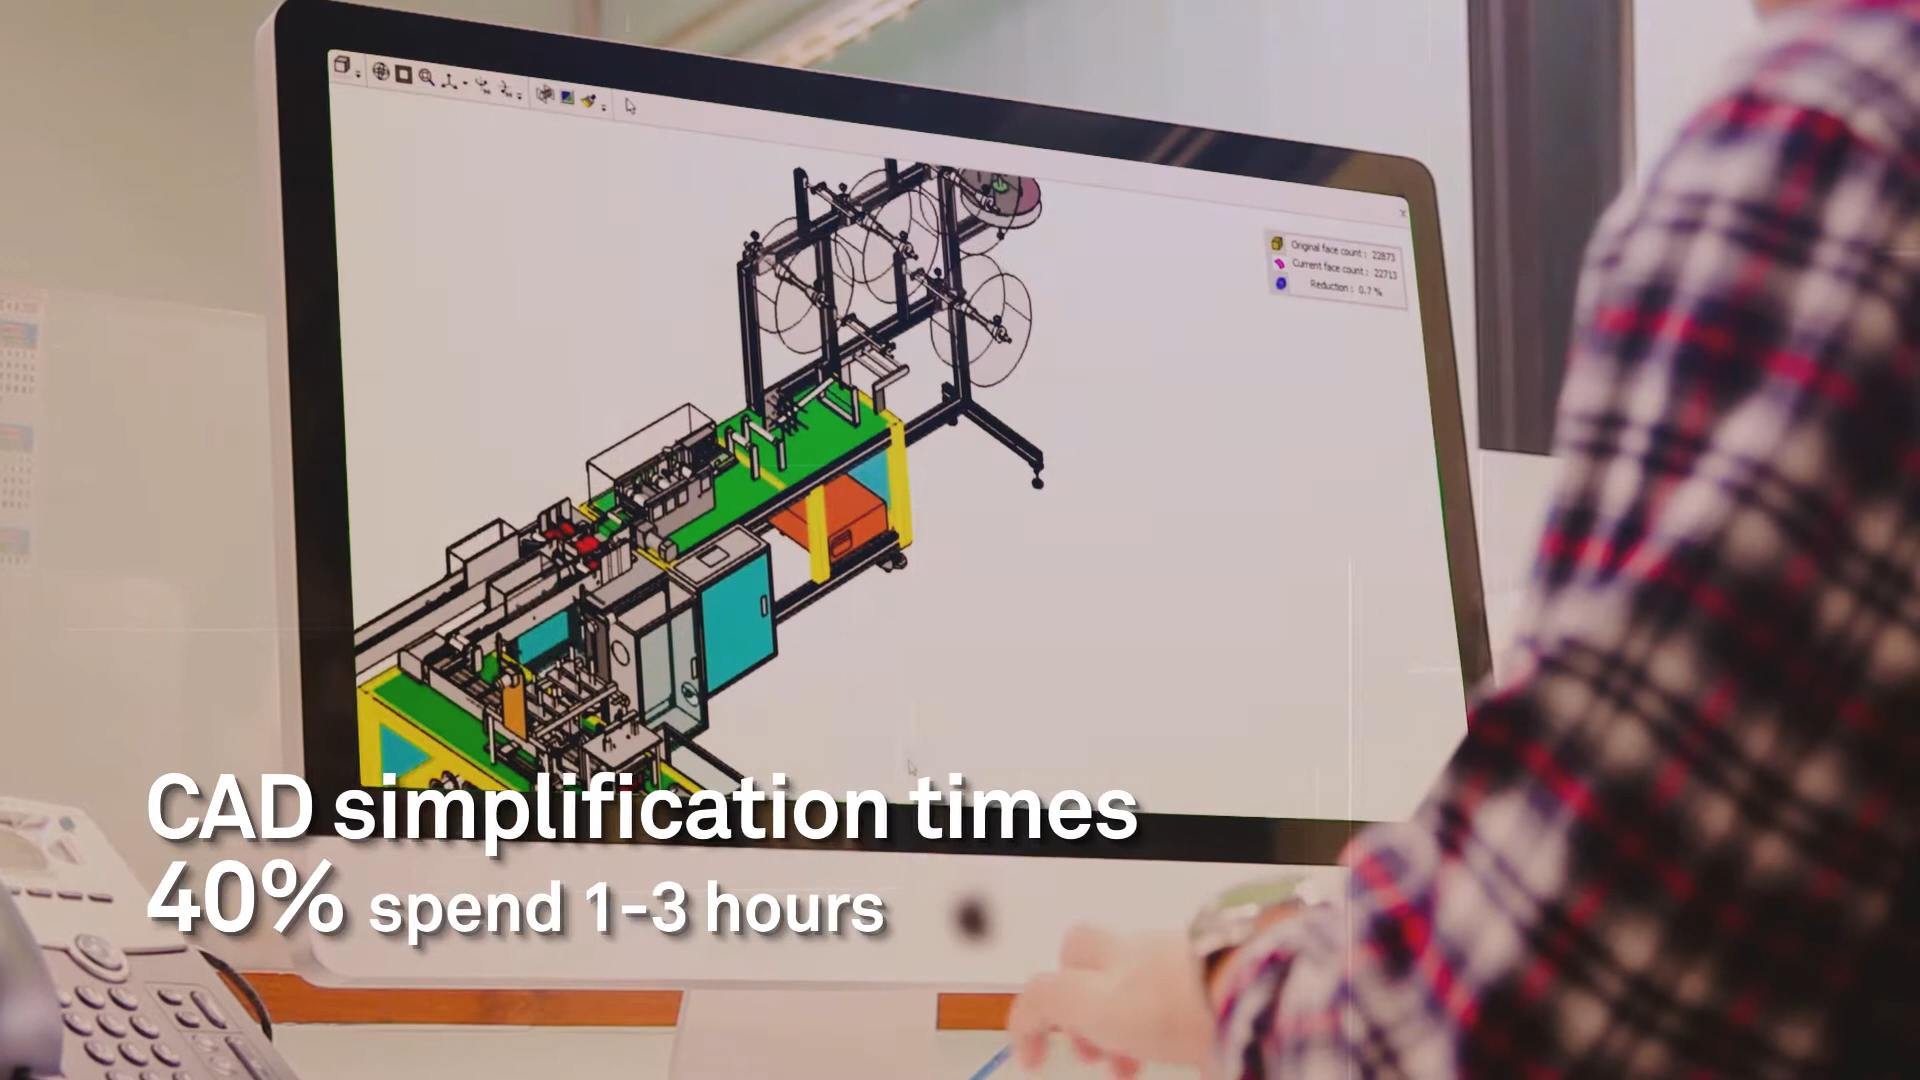 Original face count : 22873
Current face count : 22713
Reduction : 0.7 %
CAD simplification times
40% spend 1-3 hours